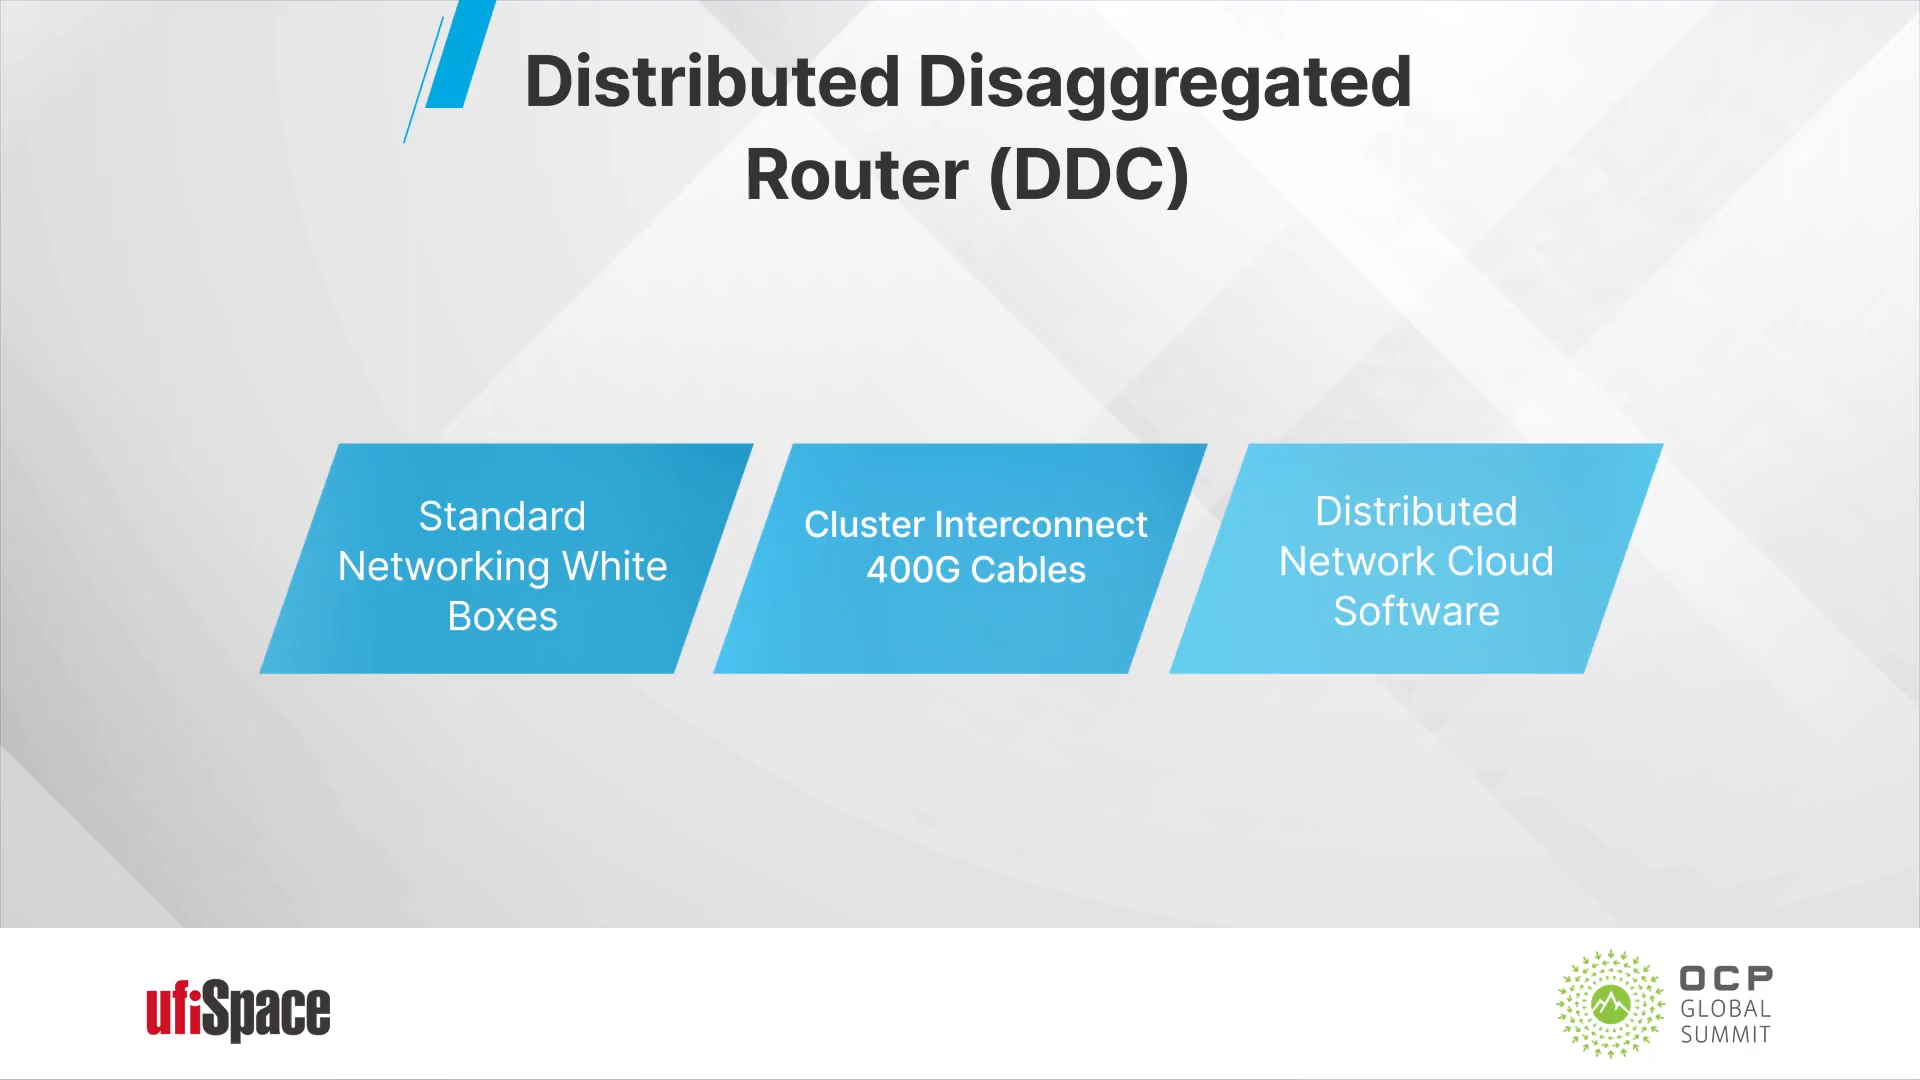 Distributed Disaggregated
Router (DDC)
Standard
Networking White
Boxes
Cluster Interconnect
400G Cables
Distributed
Network Cloud
Software
ufiSpace
OCP
GLOBAL
SUMMIT